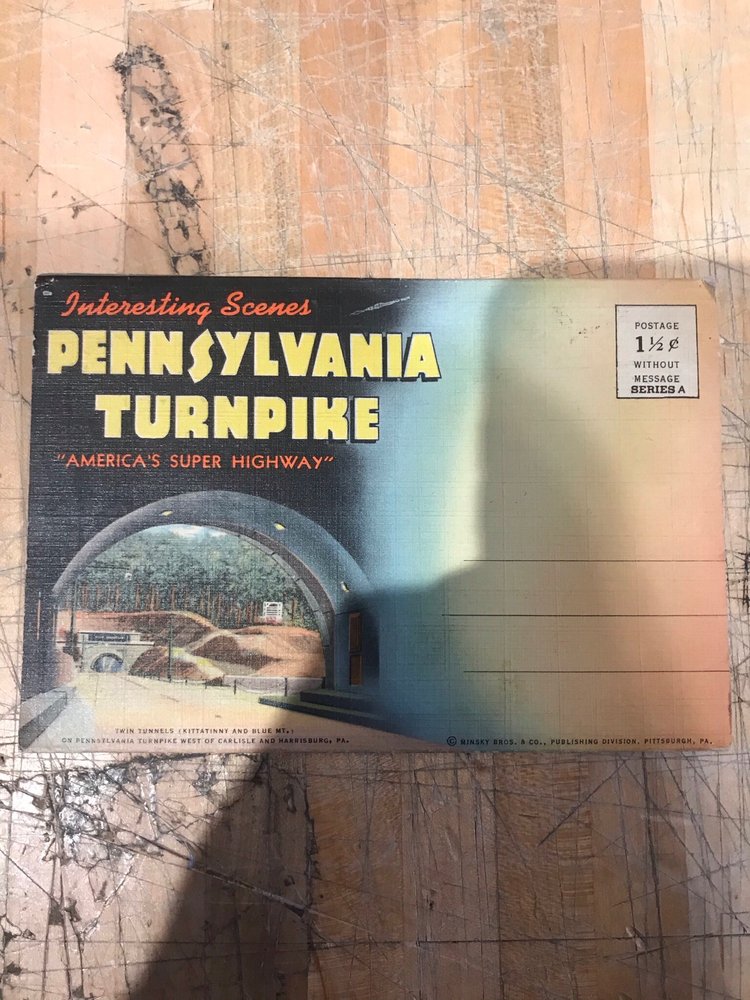 Interesting Scenes
PENNSYLVANIA
TURNPIKE
"AMERICA'S SUPER HIGHWAY"
POSTAGE
1½¢
WITHOUT
MESSAGE
SERIES A
TWIN TUNNELS (KITTATINNY AND BLUE MT.)
ON PENNSYLVANIA TURNPIKE WEST OF CARLISLE AND HARRISBURG, PA.
© MINSKY BROS. & CO., PUBLISHING DIVISION, PITTSBURGH, PA.